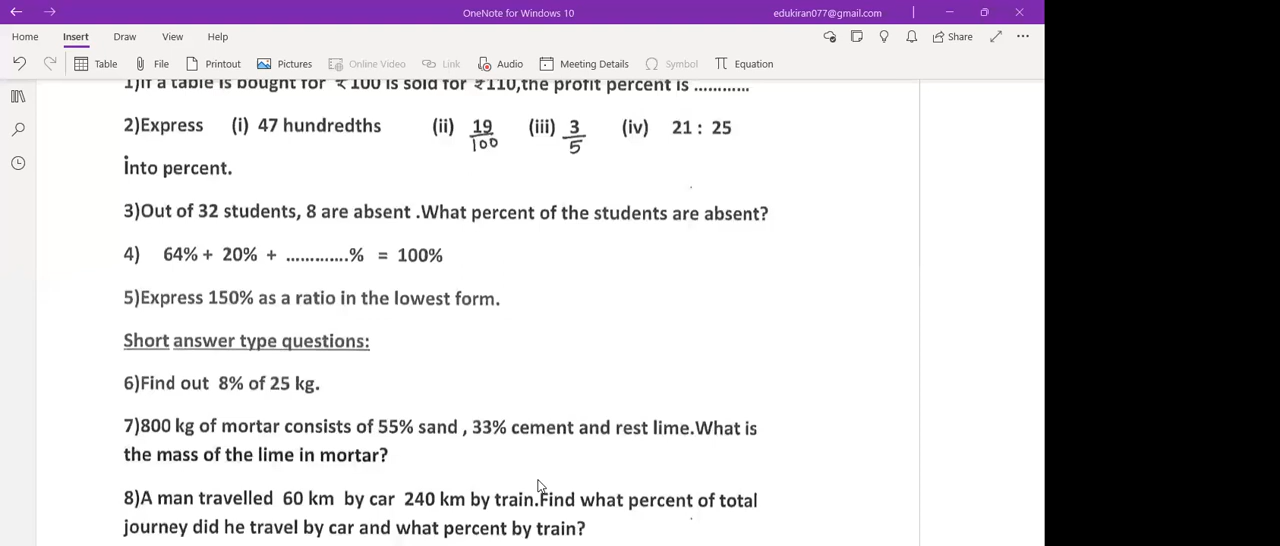 OneNote for Windows 10
edukiran077@gmail.com
Home Insert Draw View Help
Share
Table File Printout Pictures Online Video Link Audio Meeting Details Symbol Equation
1)If a table is bought for ₹100 is sold for ₹110,the profit percent is ............
2)Express (i) 47 hundredths (ii) 19/100 (iii) 3/5 (iv) 21 : 25
into percent.
3)Out of 32 students, 8 are absent .What percent of the students are absent?
4) 64% + 20% + .............% = 100%
5)Express 150% as a ratio in the lowest form.
Short answer type questions:
6)Find out 8% of 25 kg.
7)800 kg of mortar consists of 55% sand , 33% cement and rest lime.What is
the mass of the lime in mortar?
8)A man travelled 60 km by car 240 km by train.Find what percent of total
journey did he travel by car and what percent by train?